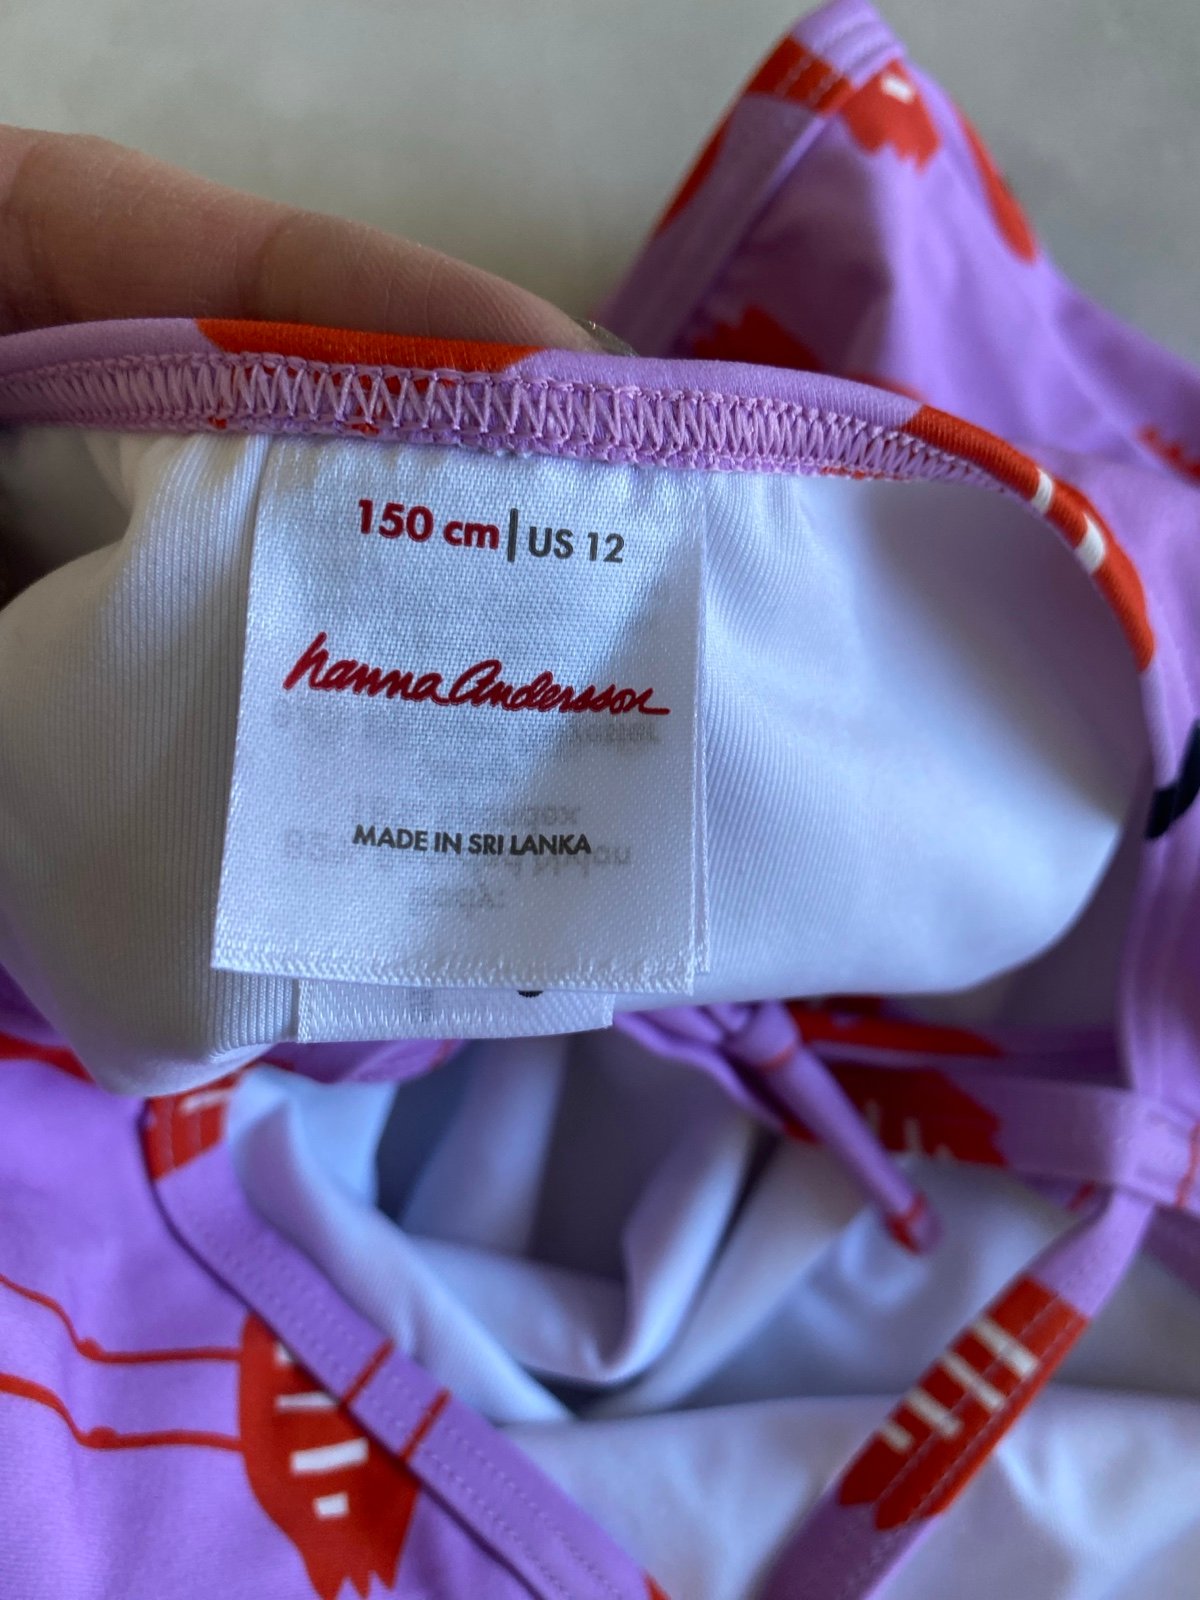 150 cm | US 12
hanna Andersson
MADE IN SRI LANKA